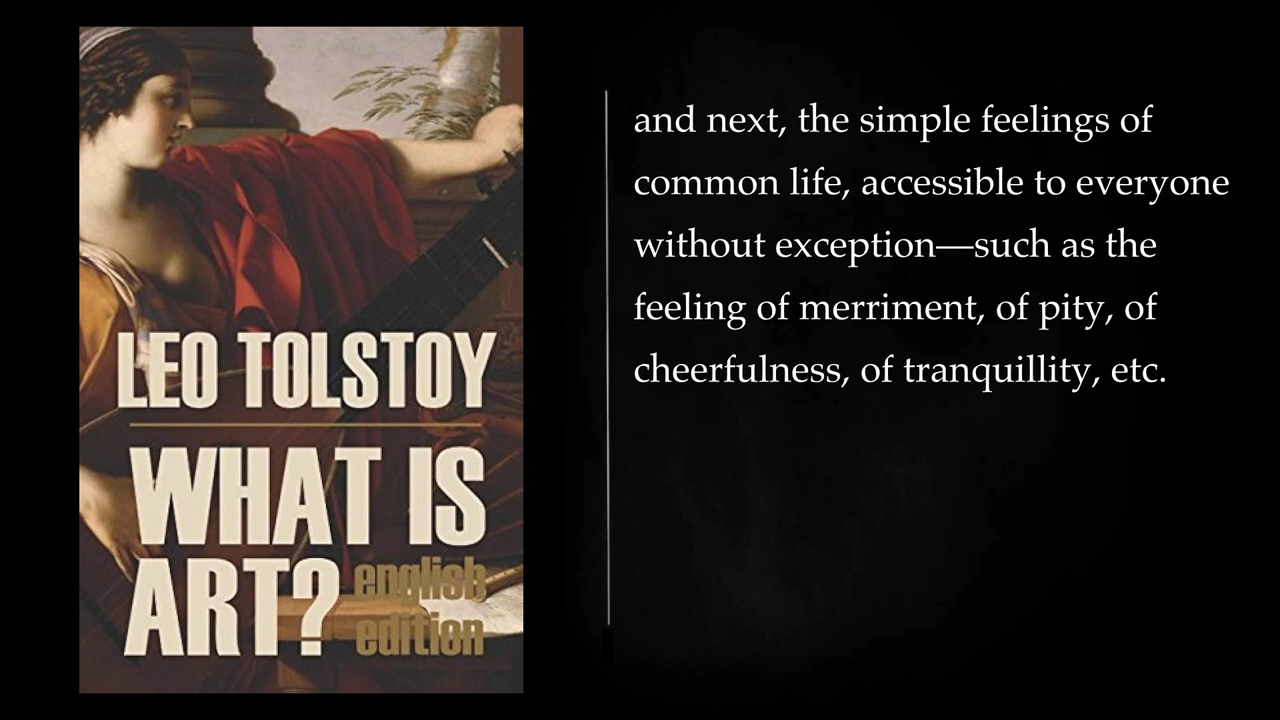 LEO TOLSTOY
WHAT IS
ART?
english
edition
and next, the simple feelings of
common life, accessible to everyone
without exception—such as the
feeling of merriment, of pity, of
cheerfulness, of tranquillity, etc.